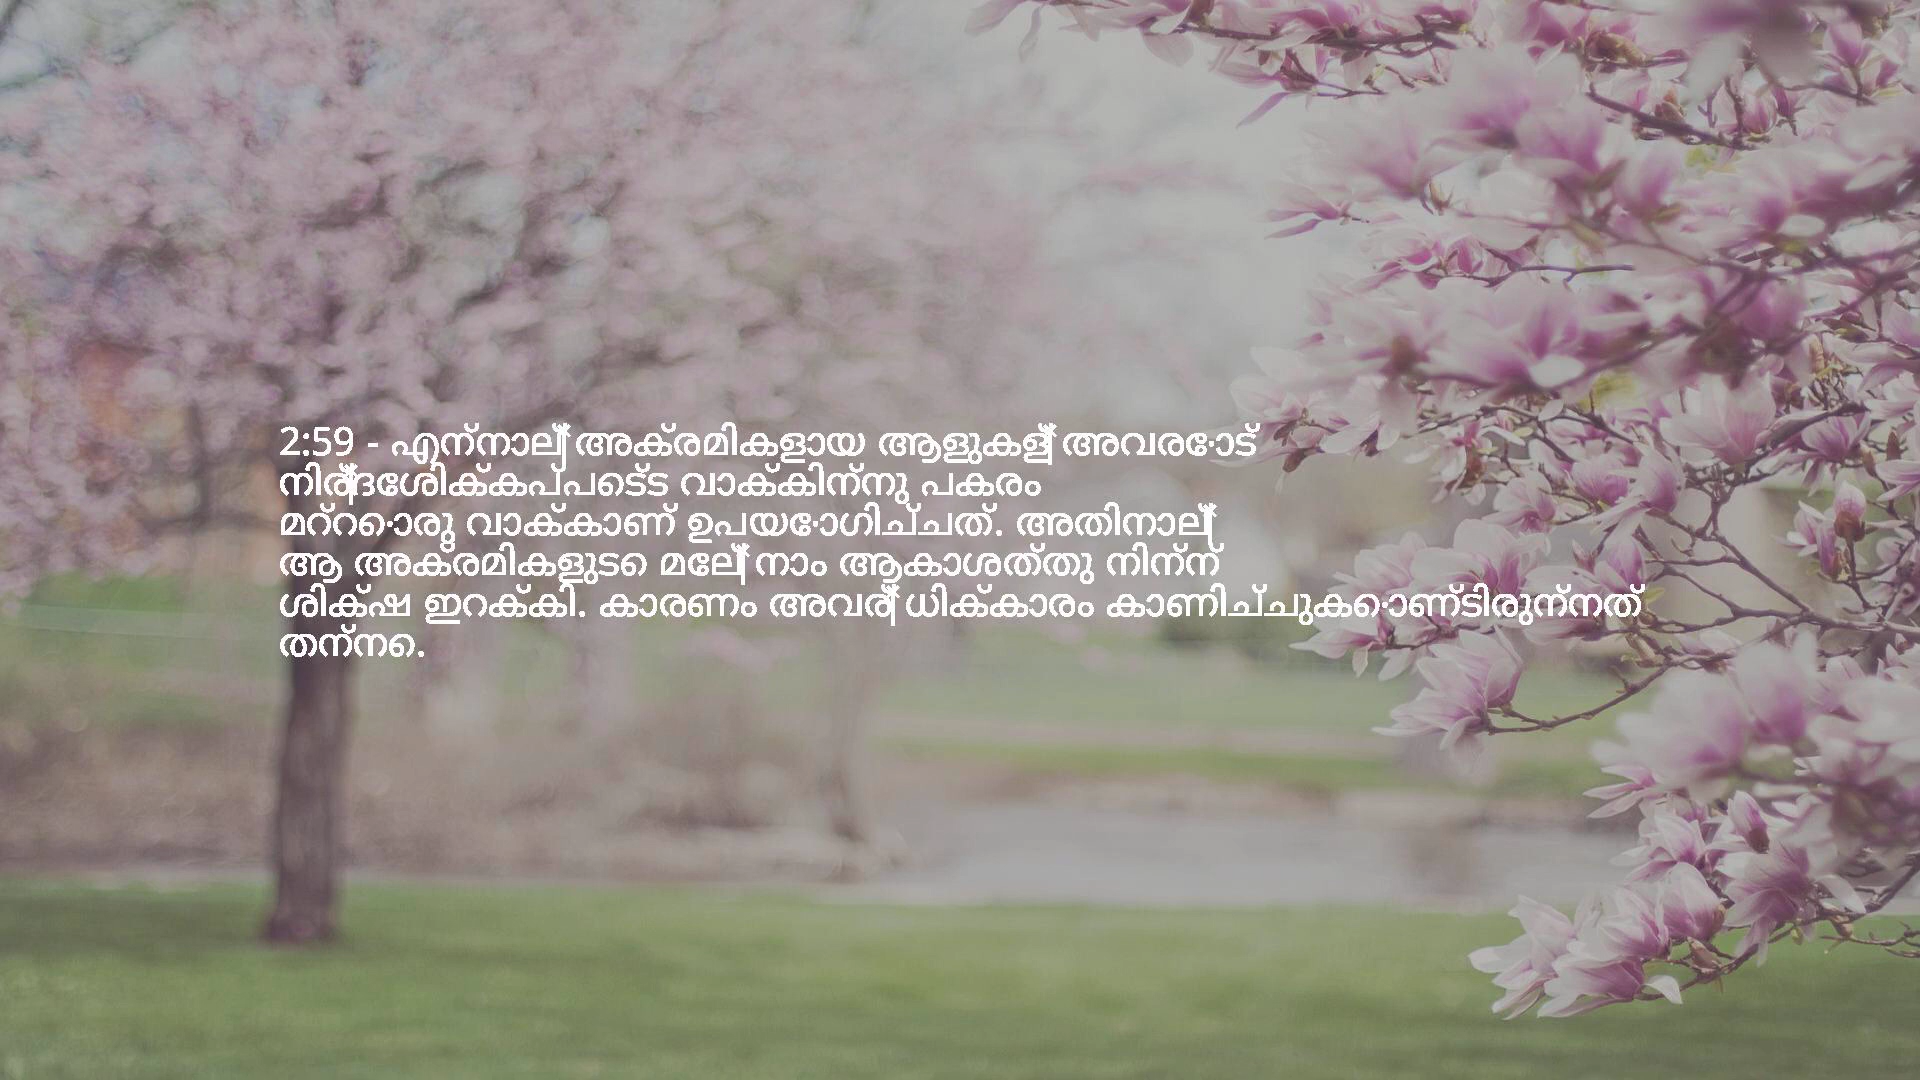 2:59 - എന്നാല്‍ അക്രമികളായ ആളുകള്‍ അവരോട്
നിര്‍ദേശിക്കപ്പട്ടെ വാക്കിന്നു പകരം
മറ്റൊരു വാക്കാണ് ഉപയോഗിച്ചത്. അതിനാല്‍
ആ അക്രമികളുടെ മേല്‍ നാം ആകാശത്തു നിന്ന്
ശിക്ഷ ഇറക്കി. കാരണം അവര്‍ ധിക്കാരം കാണിച്ചുകൊണ്ടിരുന്നത്
തന്നെ.